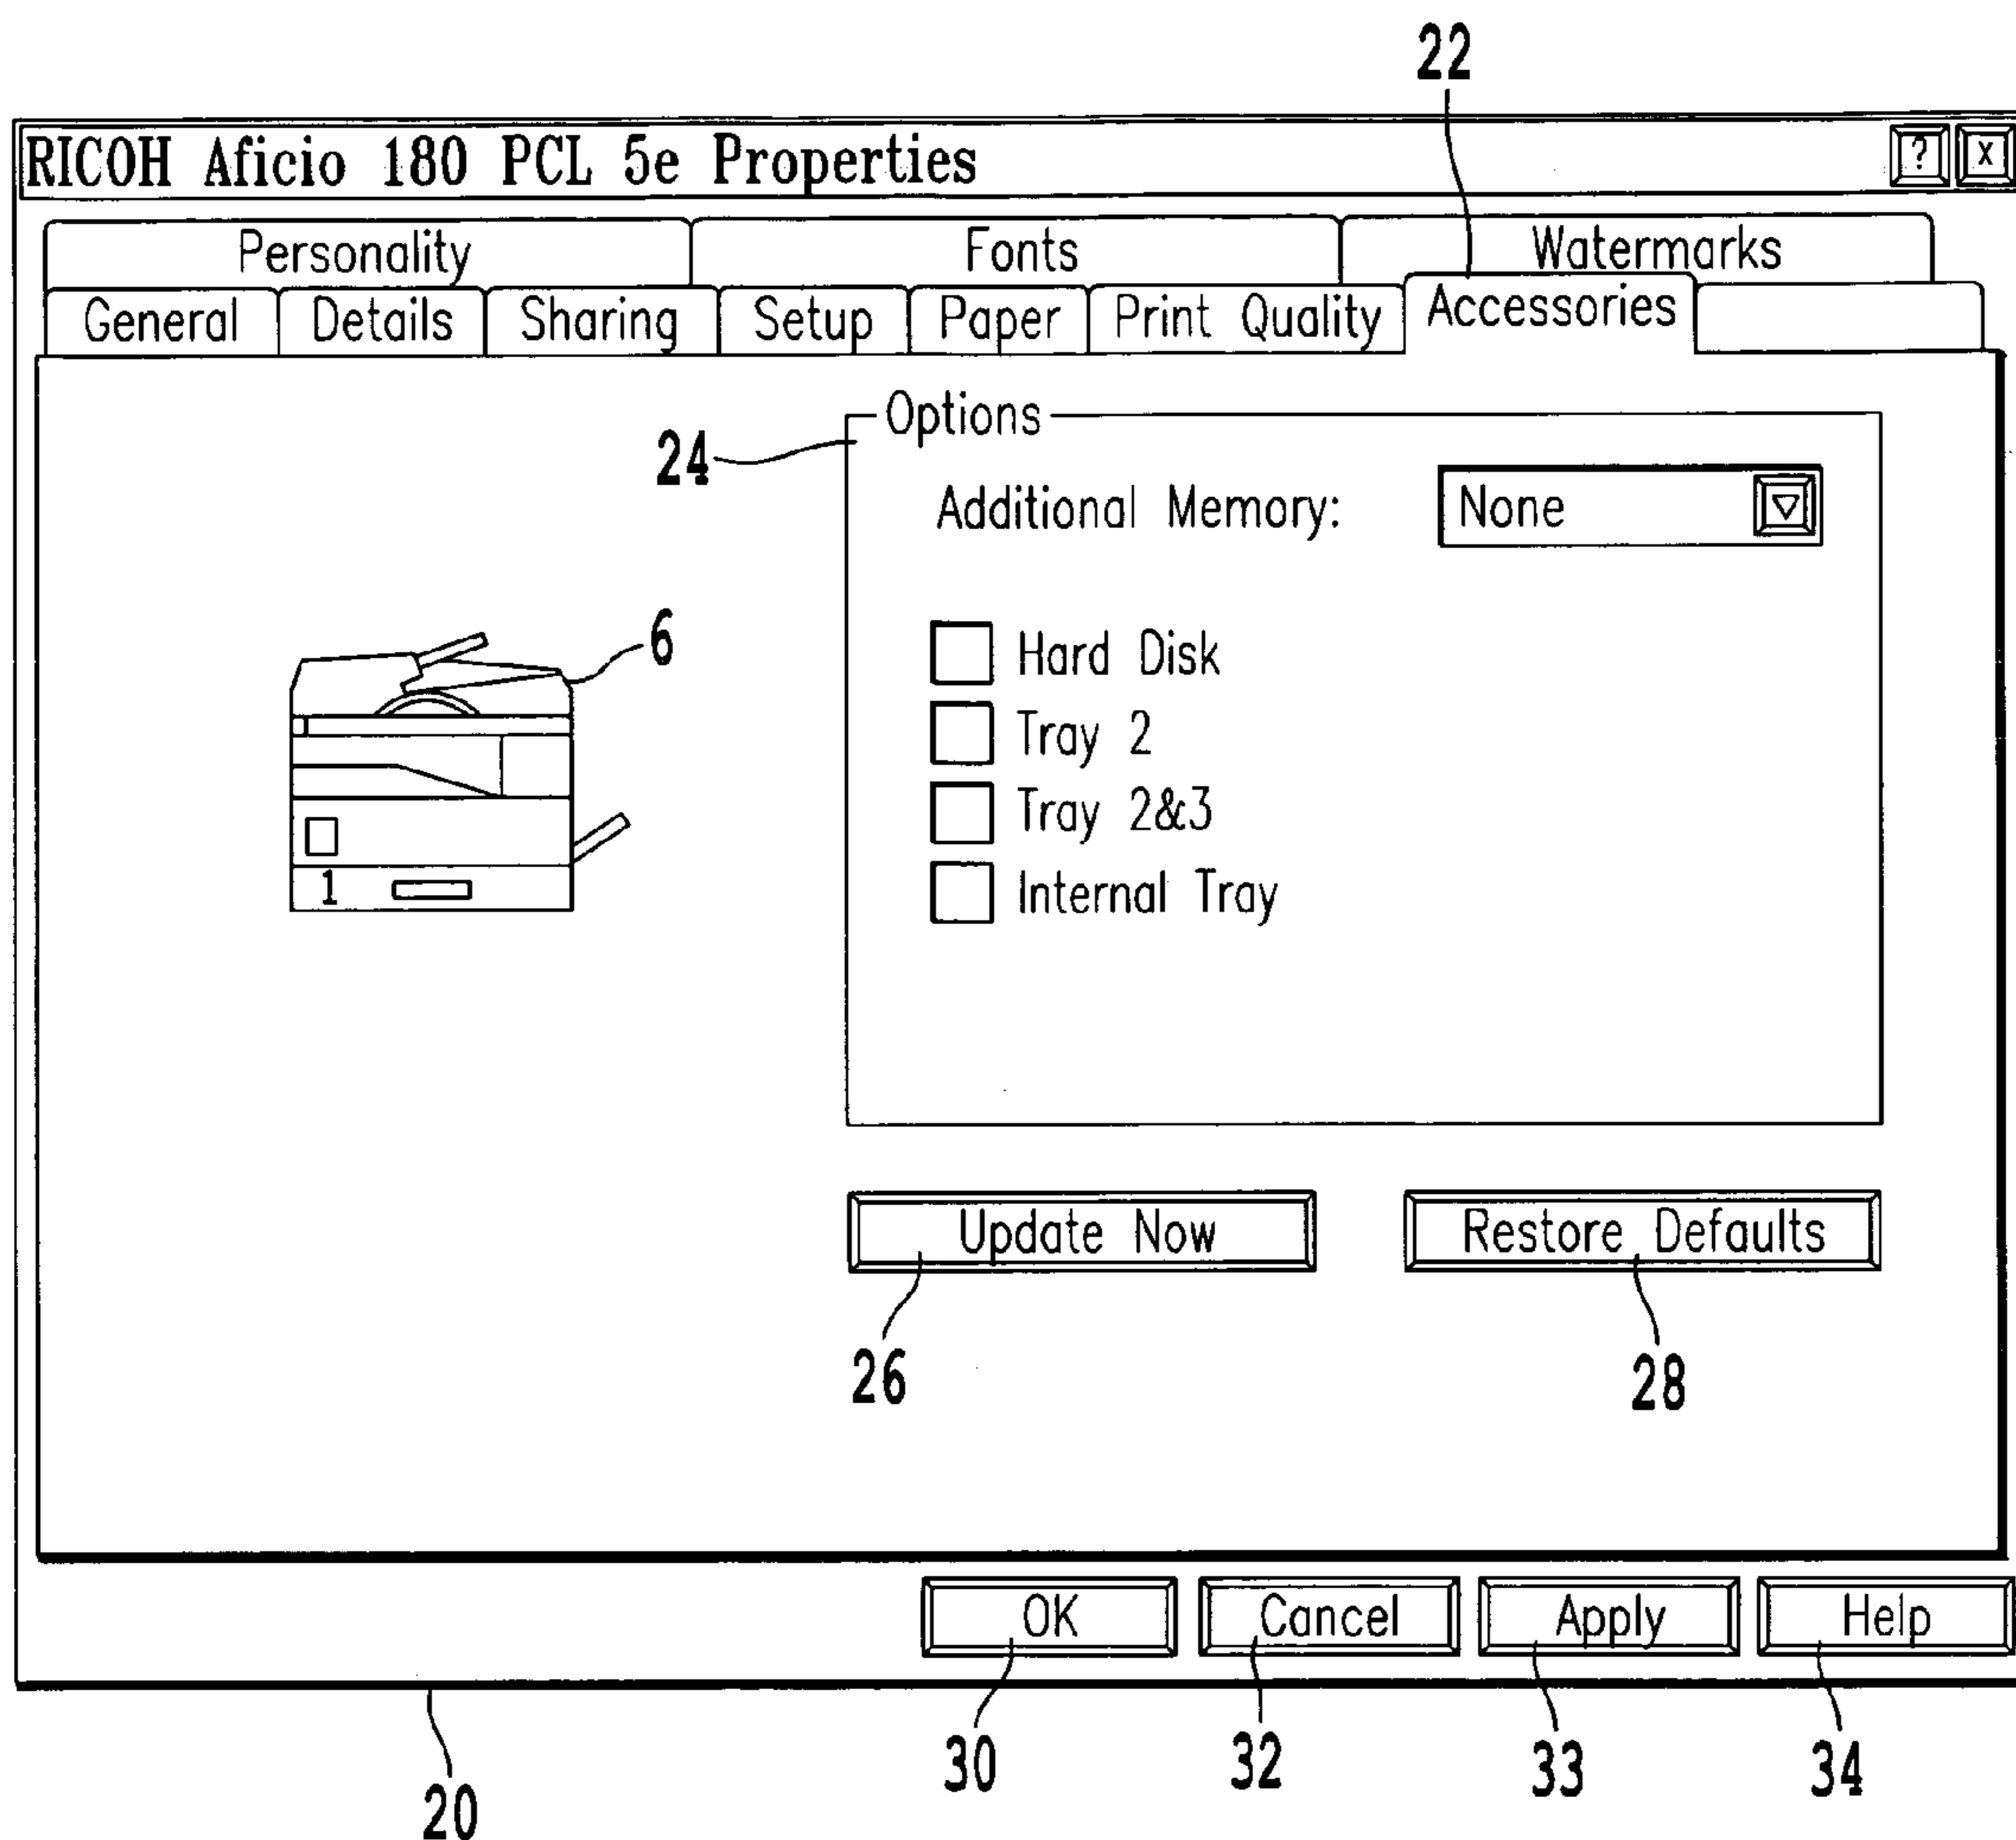 22
RICOH Aficio 180 PCL 5e Properties ? x
Personality Fonts Watermarks
General Details Sharing Setup Paper Print Quality Accessories
Options
24
Additional Memory: None
6
Hard Disk
Tray 2
Tray 2&3
1
Internal Tray
Update Now Restore Defaults
26 28
OK Cancel Apply Help
30 32 33 34
20